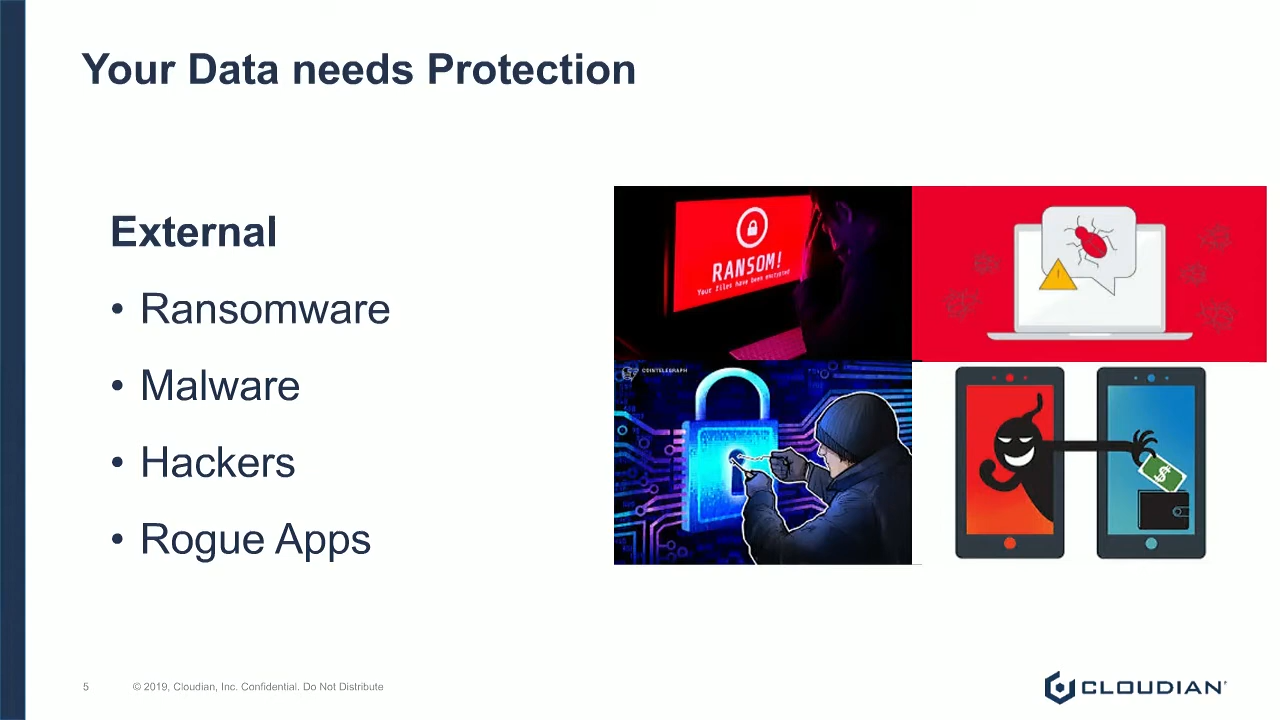 Your Data needs Protection
External
• Ransomware
• Malware
• Hackers
• Rogue Apps
RANSOM!
Your files have been encrypted
!
COINTELEGRAPH
$
5
© 2019, Cloudian, Inc. Confidential. Do Not Distribute
CLOUDIAN